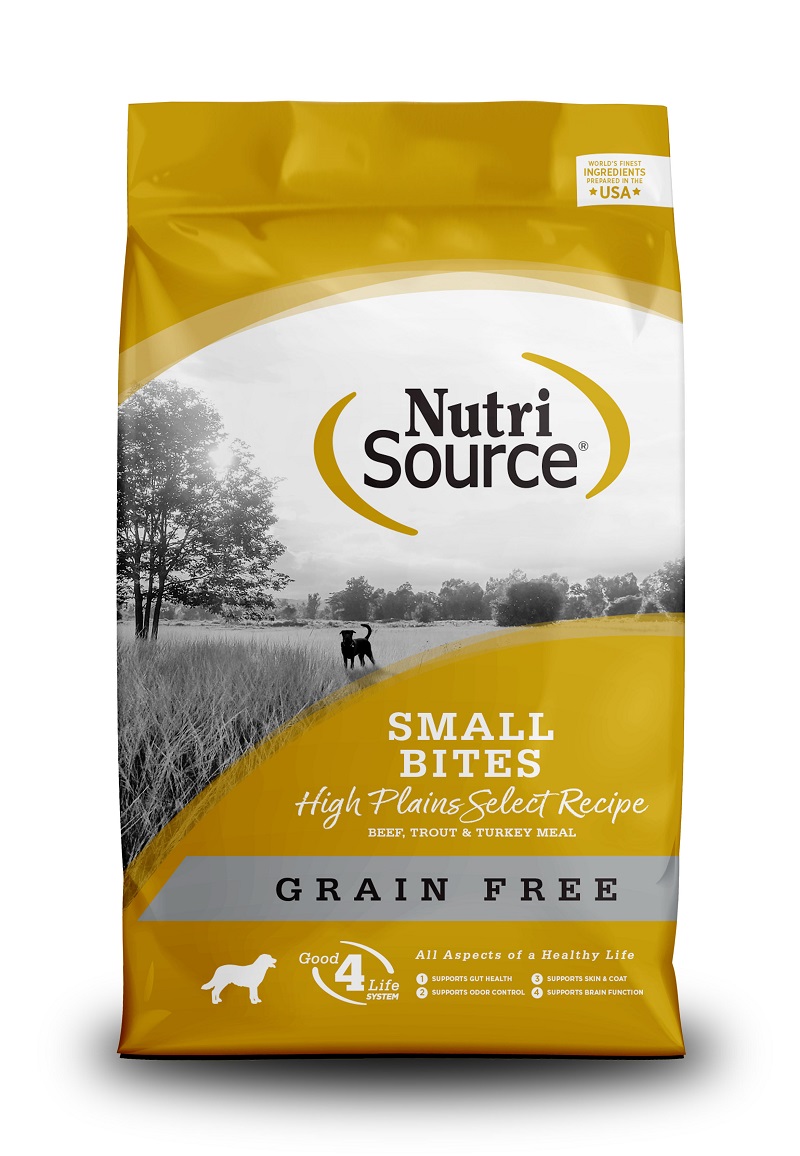 WORLD'S FINEST
INGREDIENTS
PREPARED IN THE
★USA★
Nutri
Source®
SMALL
BITES
High Plains Select Recipe
BEEF, TROUT & TURKEY MEAL
GRAIN FREE
Good 4 Life
SYSTEM
All Aspects of a Healthy Life
1 SUPPORTS GUT HEALTH 3 SUPPORTS SKIN & COAT
2 SUPPORTS ODOR CONTROL 4 SUPPORTS BRAIN FUNCTION